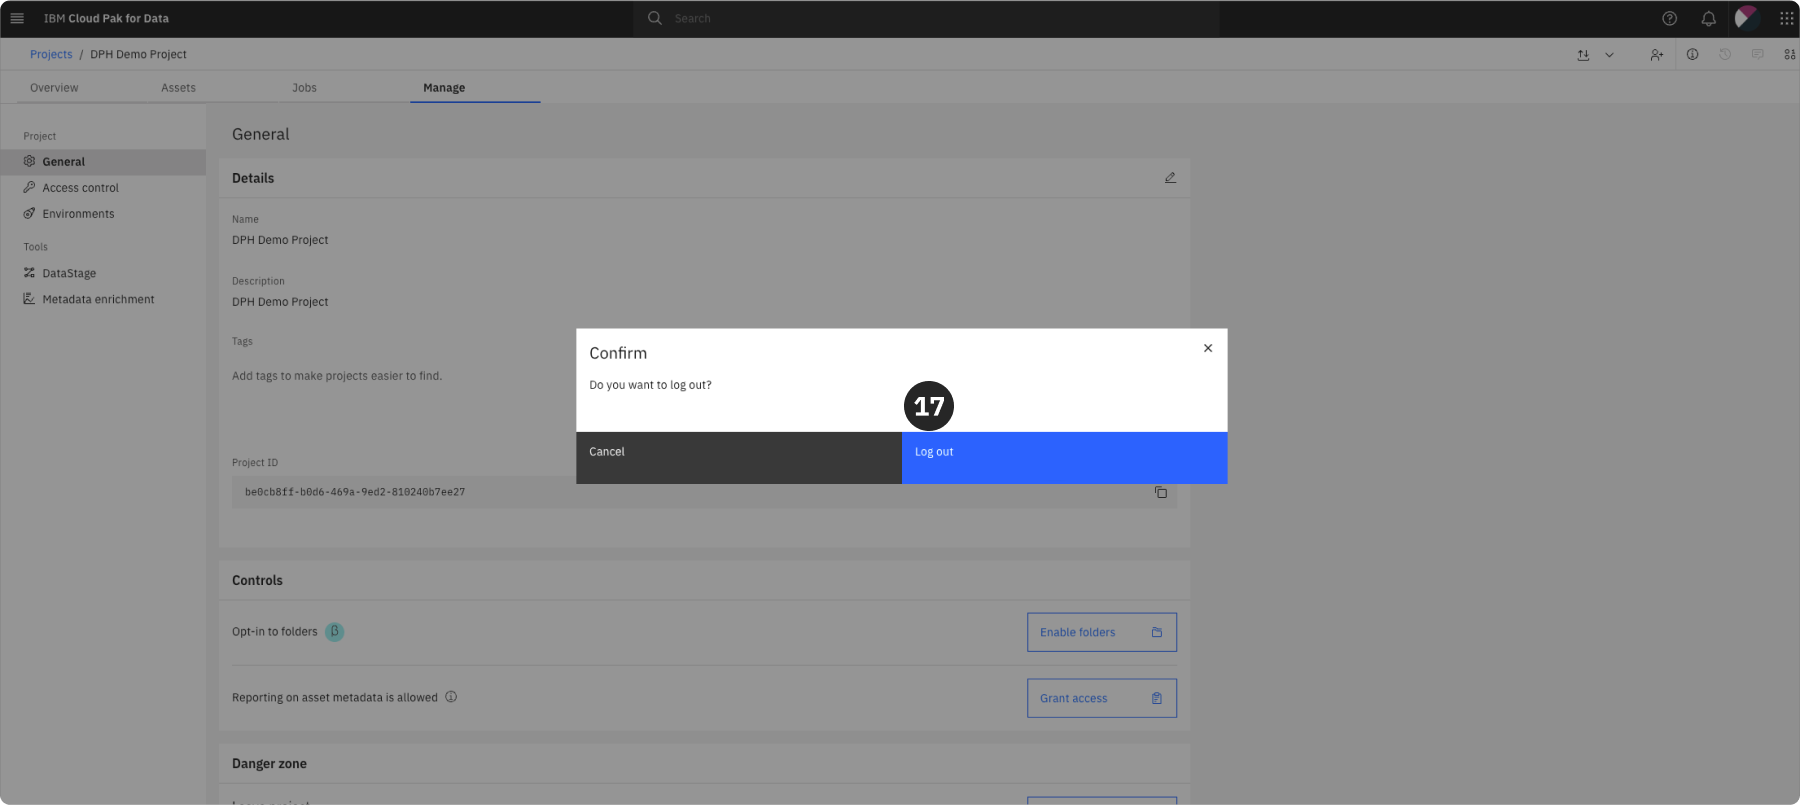 IBM Cloud Pak for Data
Search
Projects / DPH Demo Project
Overview
Assets
Jobs
Manage
Project
General
Access control
Environments
Tools
DataStage
Metadata enrichment
General
Details
Name
DPH Demo Project
Description
DPH Demo Project
Tags
Add tags to make projects easier to find.
Project ID
be0cb8ff-b0d6-469a-9ed2-810240b7ee27
Confirm
Do you want to log out?
17
Cancel
Log out
Controls
Opt-in to folders β
Enable folders
Reporting on asset metadata is allowed
Grant access
Danger zone